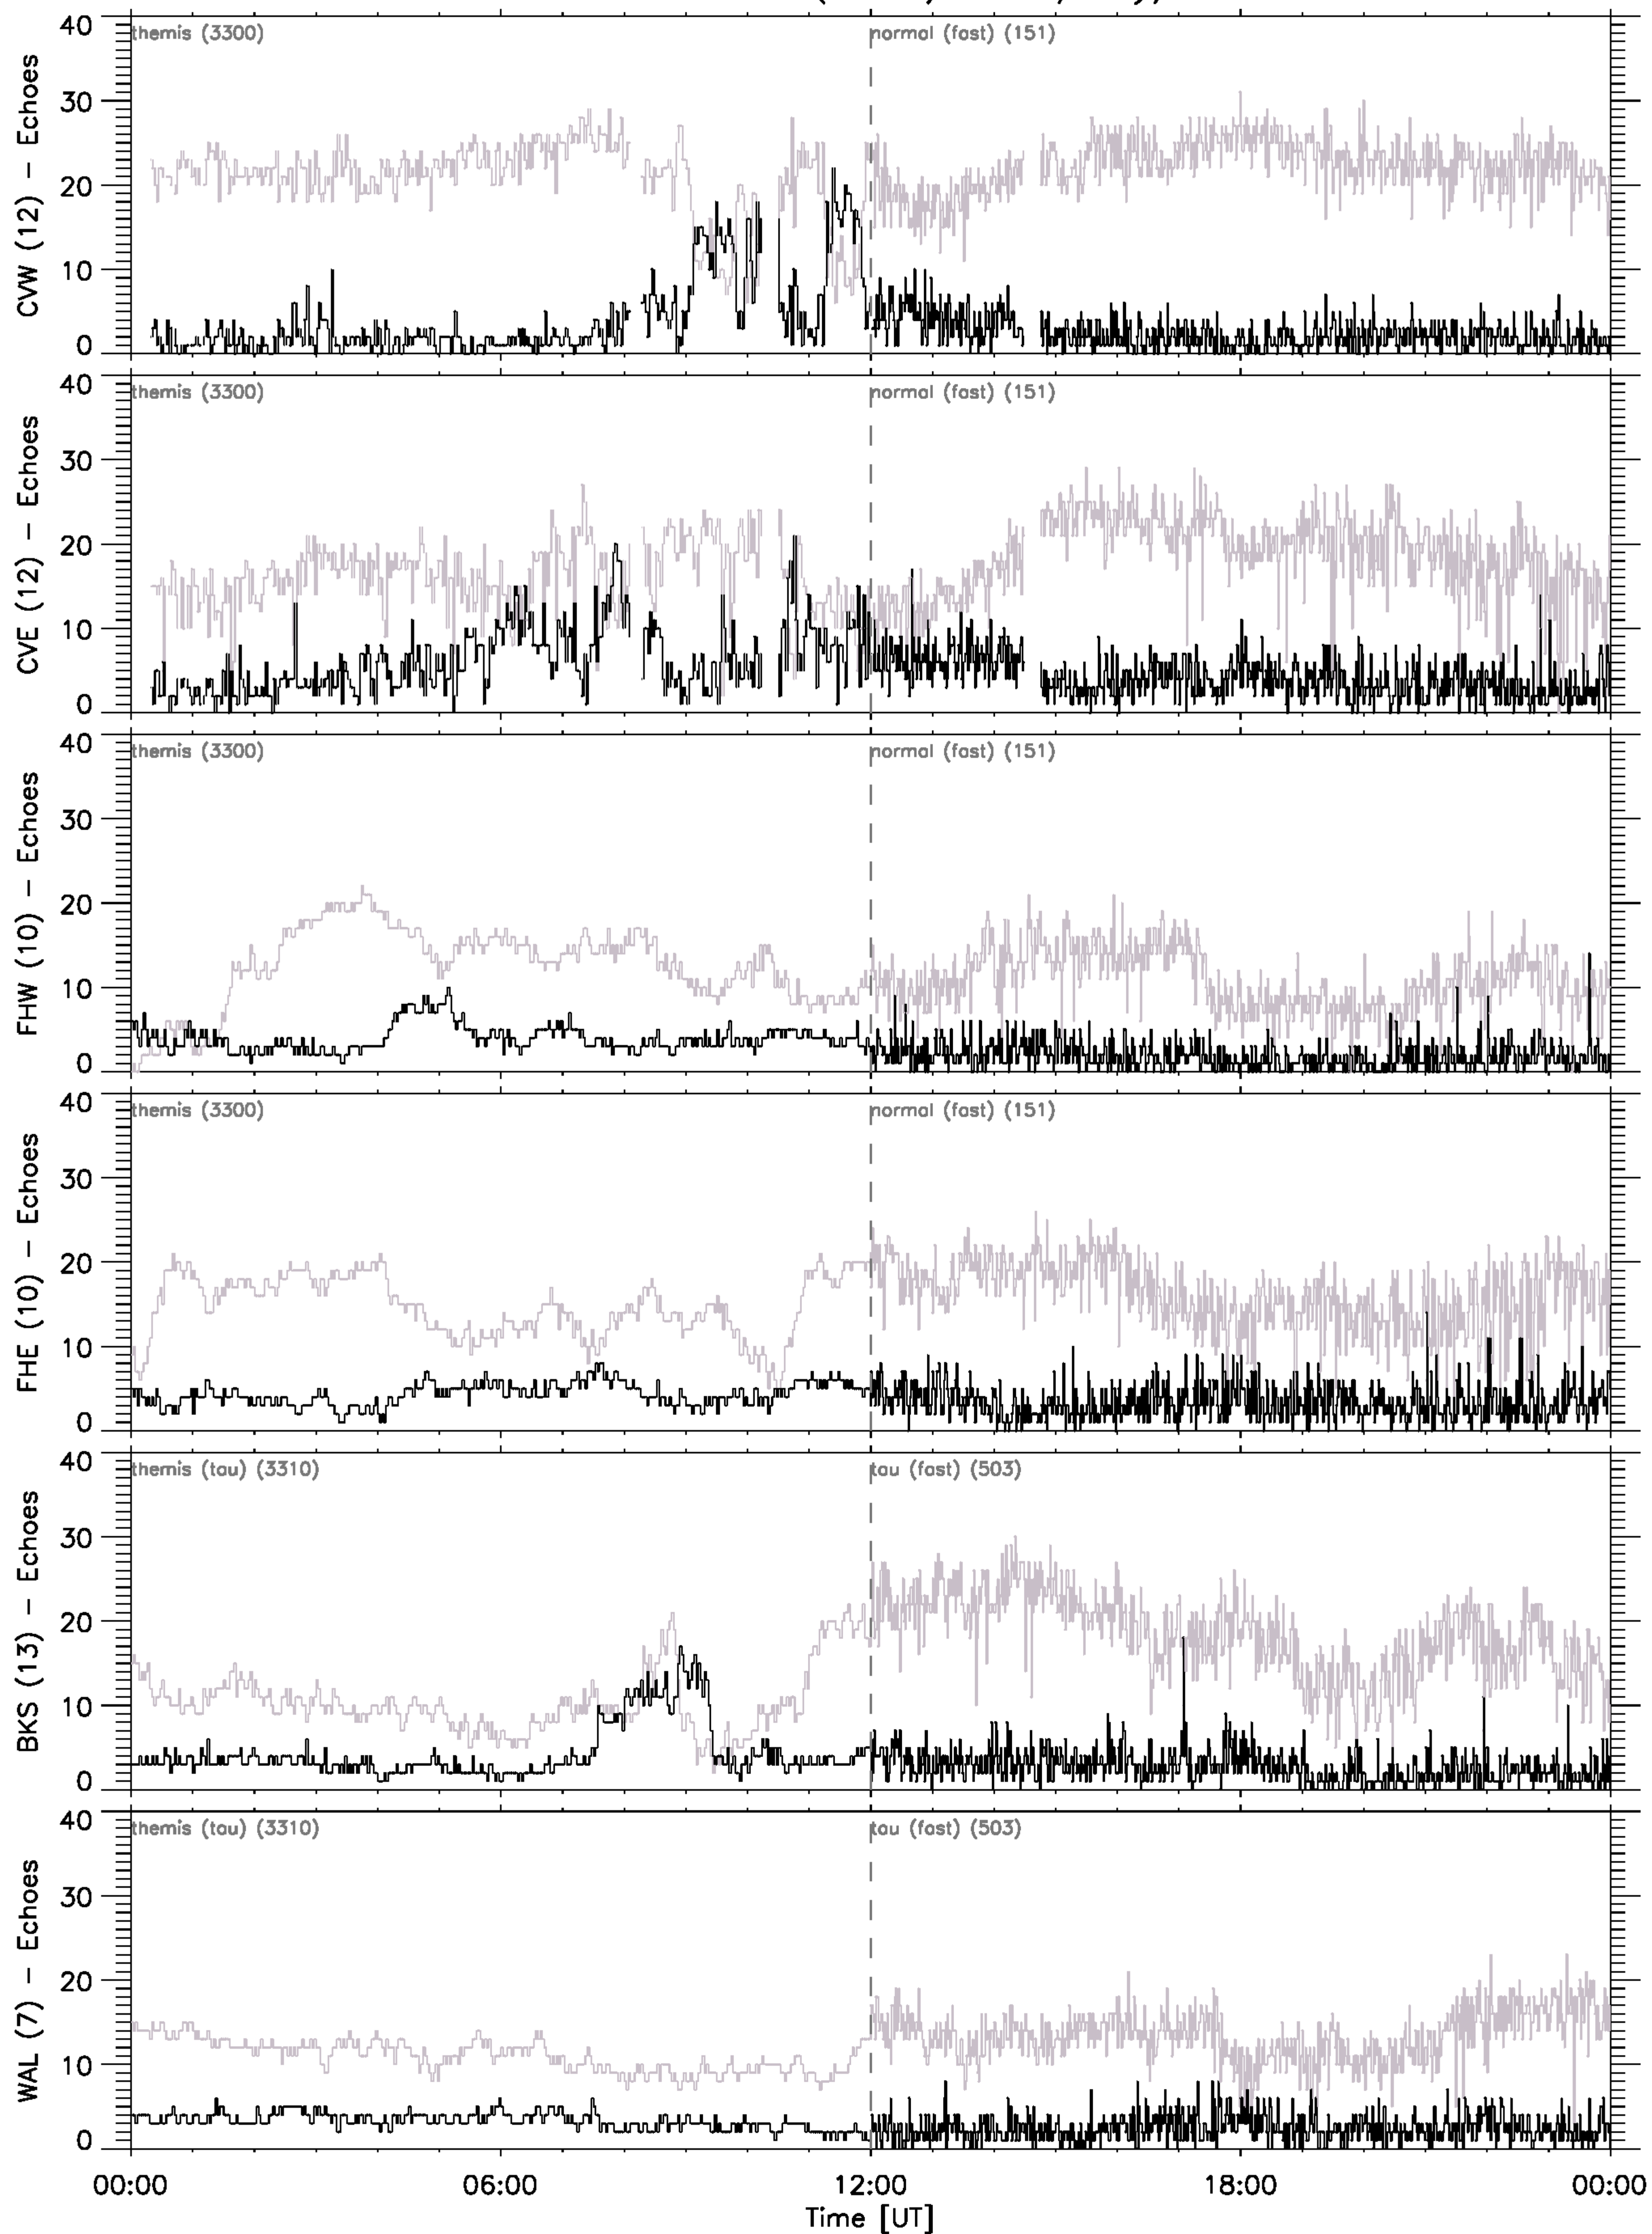 themis (3300) normal (fast) (151)
CVW (12) - Echoes
40
30
20
10
0
themis (3300) normal (fast) (151)
CVE (12) - Echoes
40
30
20
10
0
themis (3300) normal (fast) (151)
FHW (10) - Echoes
40
30
20
10
0
themis (3300) normal (fast) (151)
FHE (10) - Echoes
40
30
20
10
0
themis (tau) (3310) tau (fast) (503)
BKS (13) - Echoes
40
30
20
10
0
themis (tau) (3310) tau (fast) (503)
WAL (7) - Echoes
40
30
20
10
0
00:00 06:00 12:00 18:00 00:00
Time [UT]